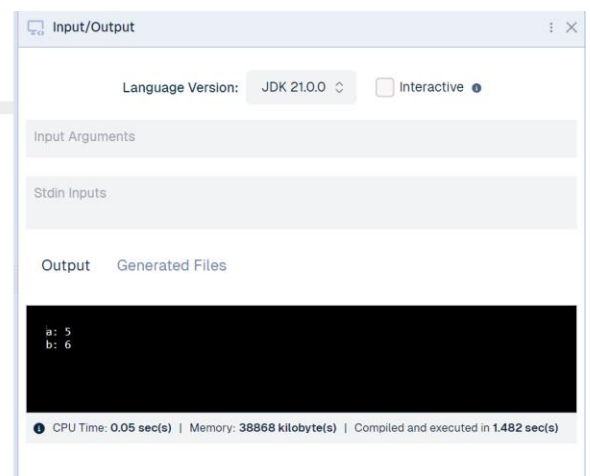 Input/Output
Language Version: JDK 21.0.0 Interactive
Input Arguments
Stdin Inputs
Output Generated Files
a: 5
b: 6
CPU Time: 0.05 sec(s) | Memory: 38868 kilobyte(s) | Compiled and executed in 1.482 sec(s)